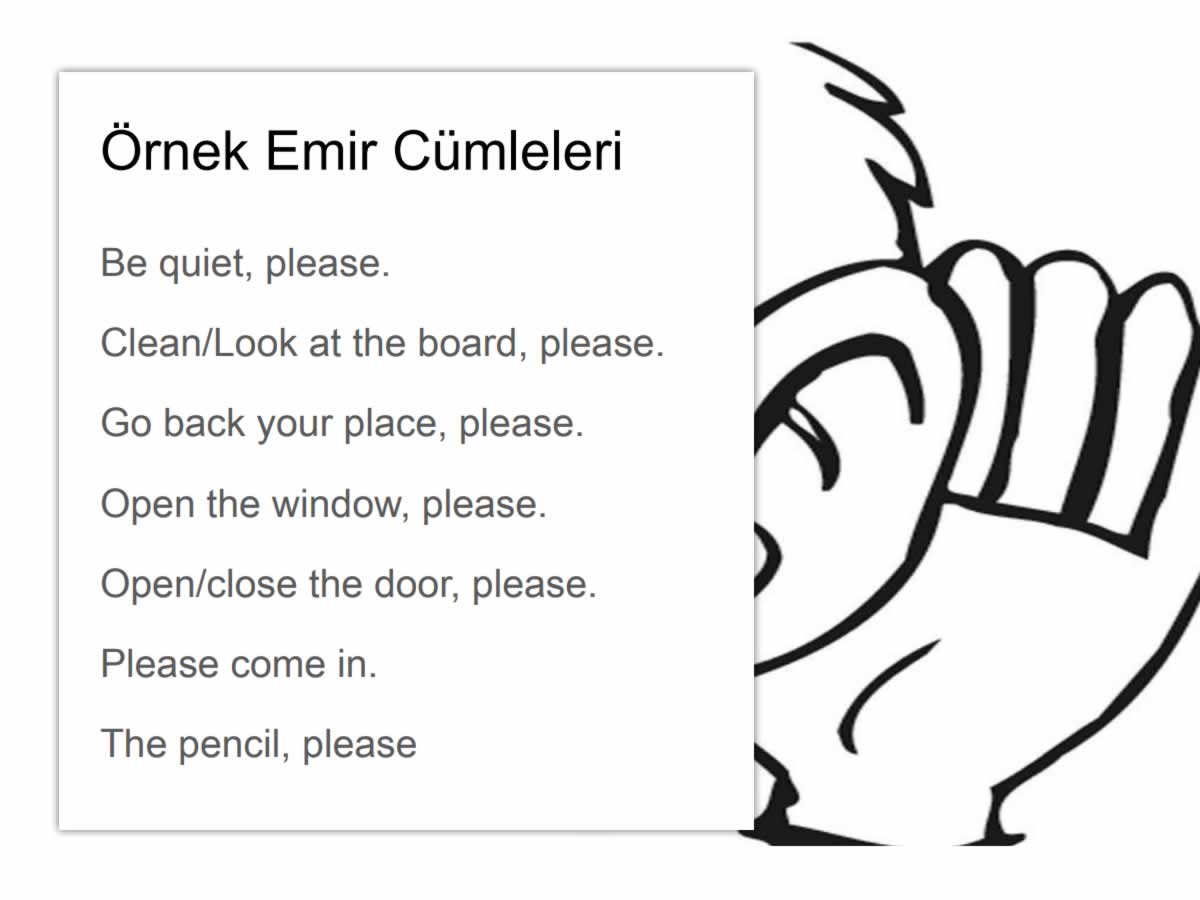 Örnek Emir Cümleleri
Be quiet, please.
Clean/Look at the board, please.
Go back your place, please.
Open the window, please.
Open/close the door, please.
Please come in.
The pencil, please